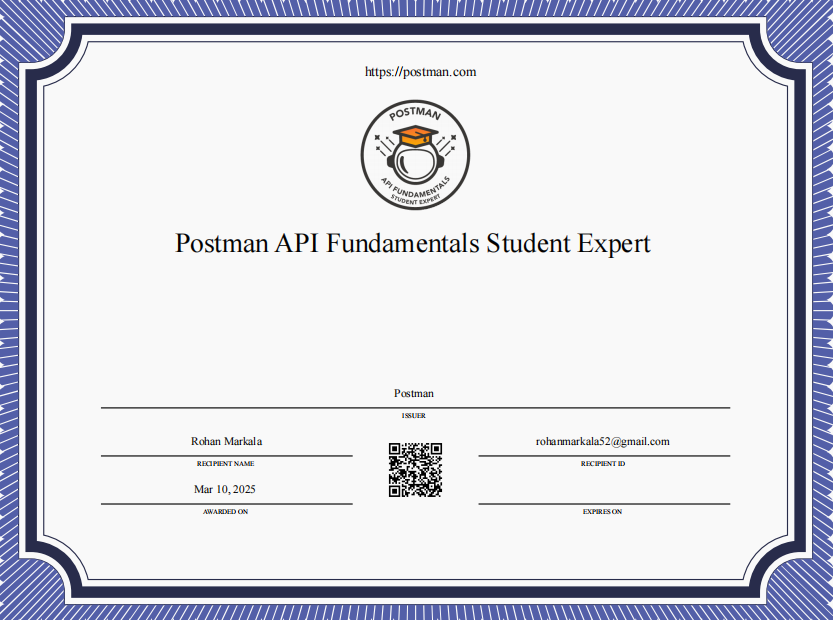 https://postman.com
POSTMAN
API FUNDAMENTALS
STUDENT EXPERT
Postman API Fundamentals Student Expert
Postman
ISSUER
Rohan Markala
RECIPIENT NAME
rohanmarkala52@gmail.com
RECIPIENT ID
Mar 10, 2025
AWARDED ON
EXPIRES ON